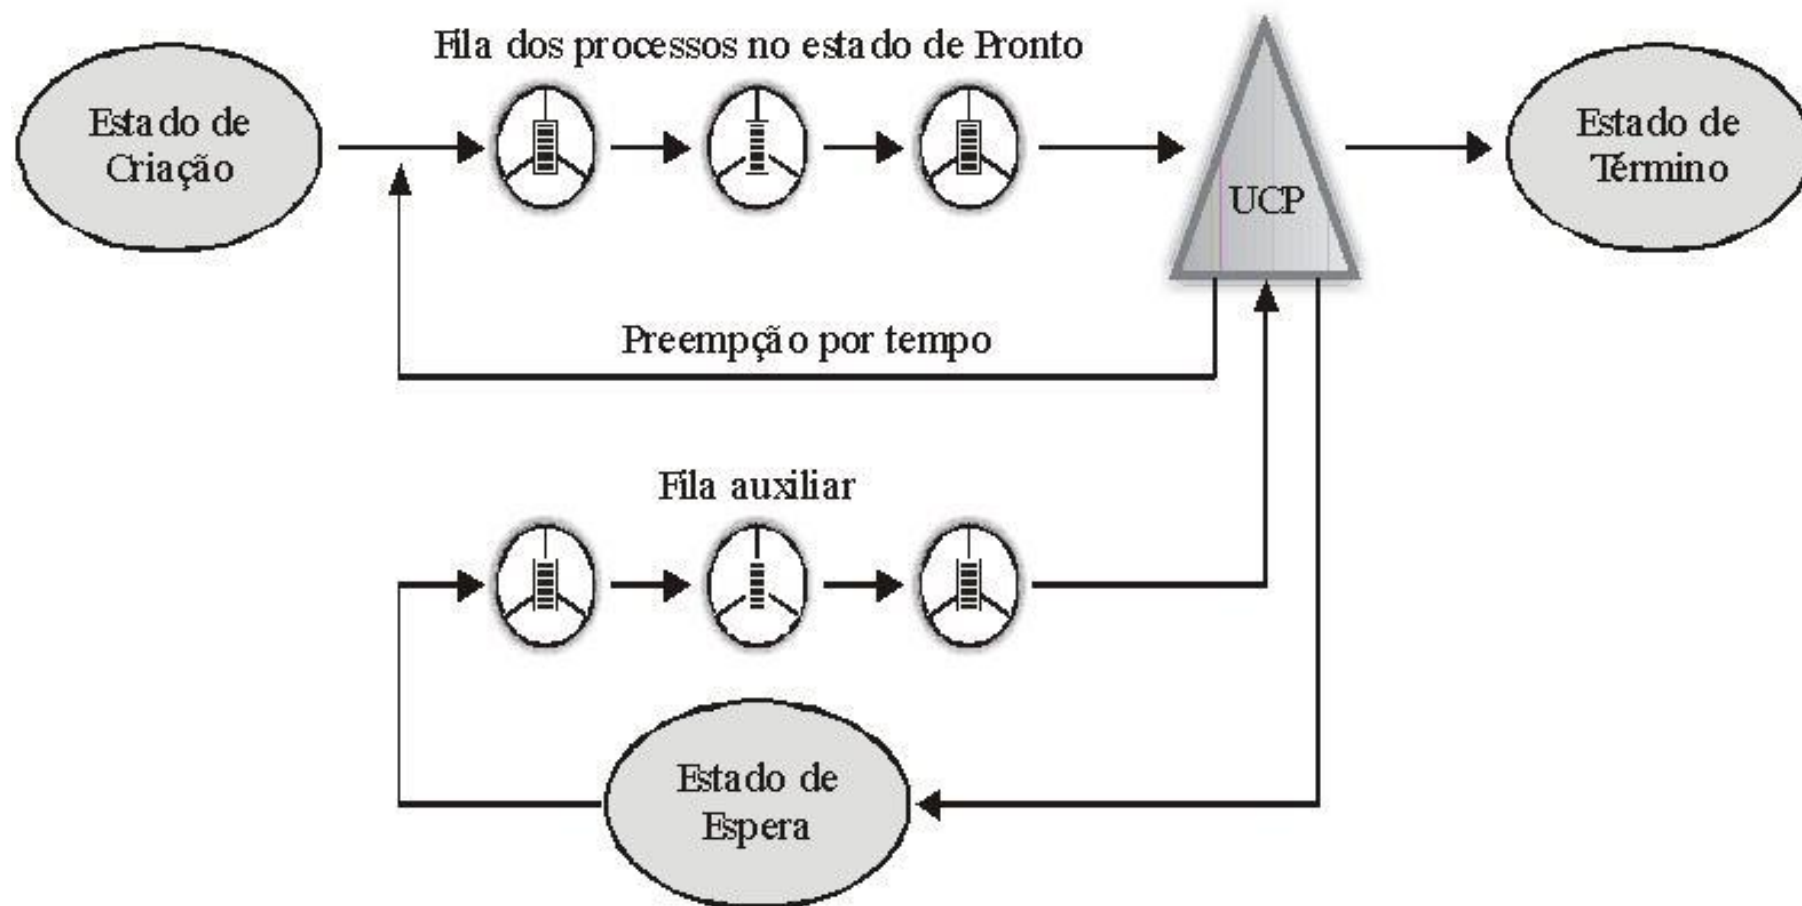 Fila dos processos no estado de Pronto
Estado de
Criação
UCP
Estado de
Término
Preempção por tempo
Fila auxiliar
Estado de
Espera